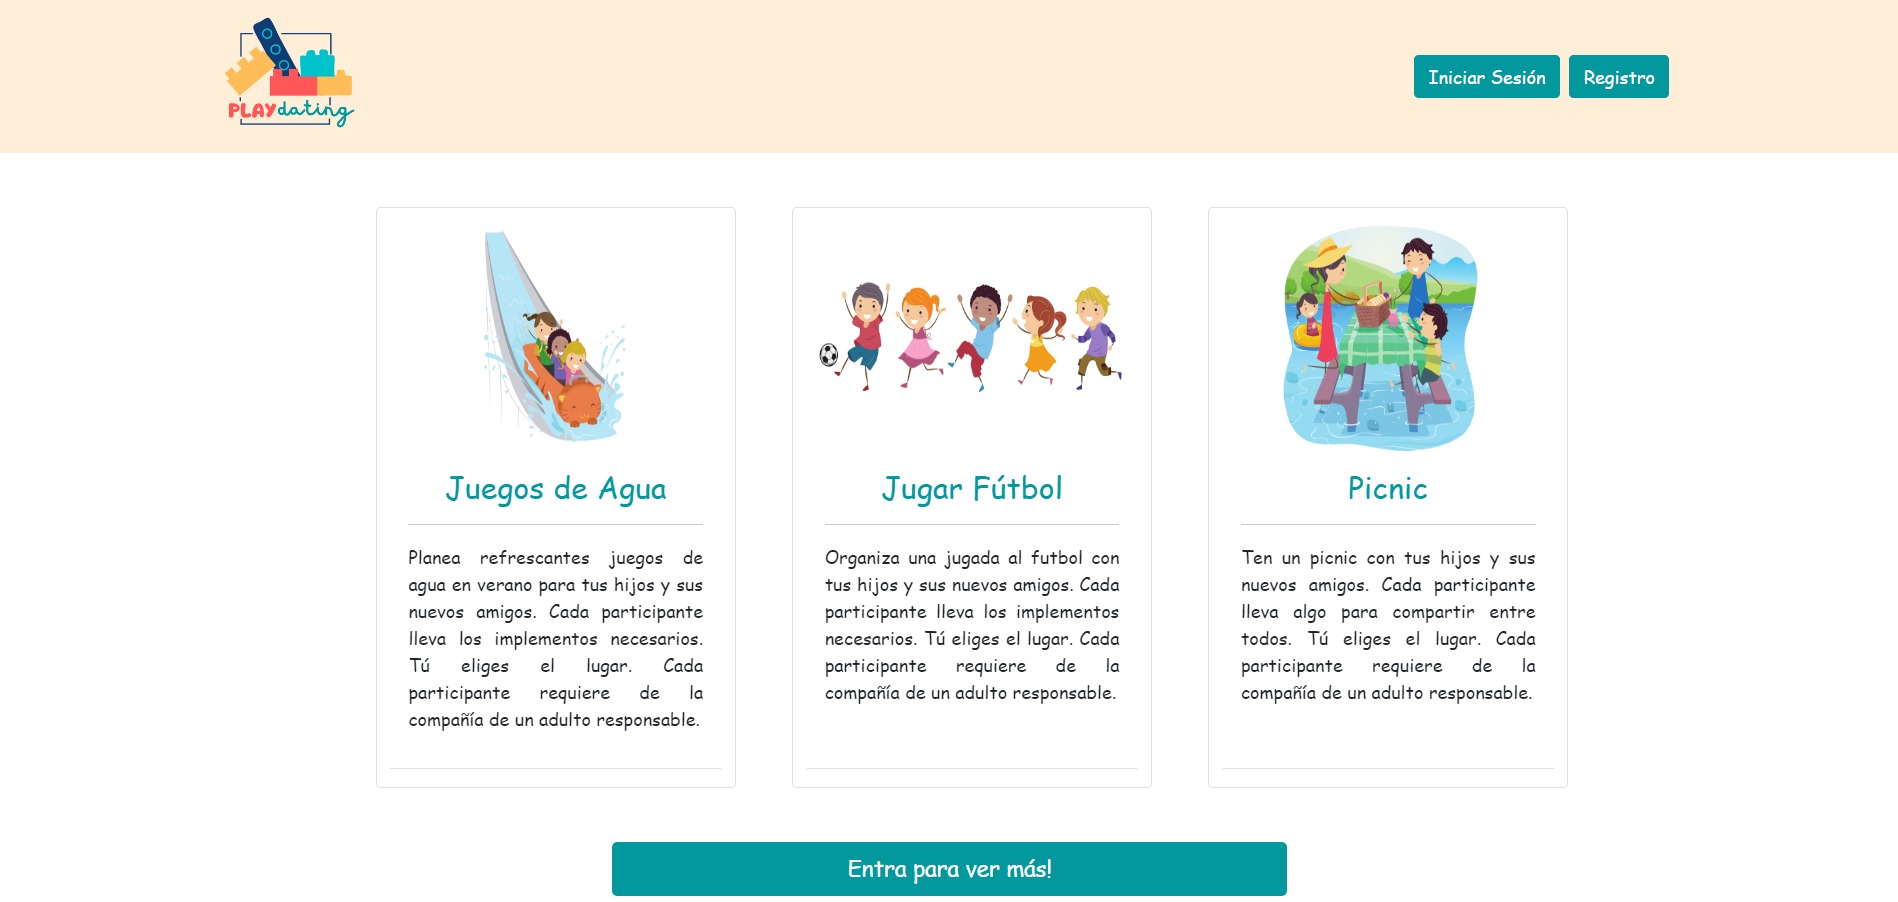 PLAYdating
Iniciar Sesión
Registro
Juegos de Agua
Planea refrescantes juegos de
agua en verano para tus hijos y sus
nuevos amigos. Cada participante
lleva los implementos necesarios.
Tú eliges el lugar. Cada
participante requiere de la
compañía de un adulto responsable.
Jugar Fútbol
Organiza una jugada al futbol con
tus hijos y sus nuevos amigos. Cada
participante lleva los implementos
necesarios. Tú eliges el lugar. Cada
participante requiere de la
compañía de un adulto responsable.
Picnic
Ten un picnic con tus hijos y sus
nuevos amigos. Cada participante
lleva algo para compartir entre
todos. Tú eliges el lugar. Cada
participante requiere de la
compañía de un adulto responsable.
Entra para ver más!